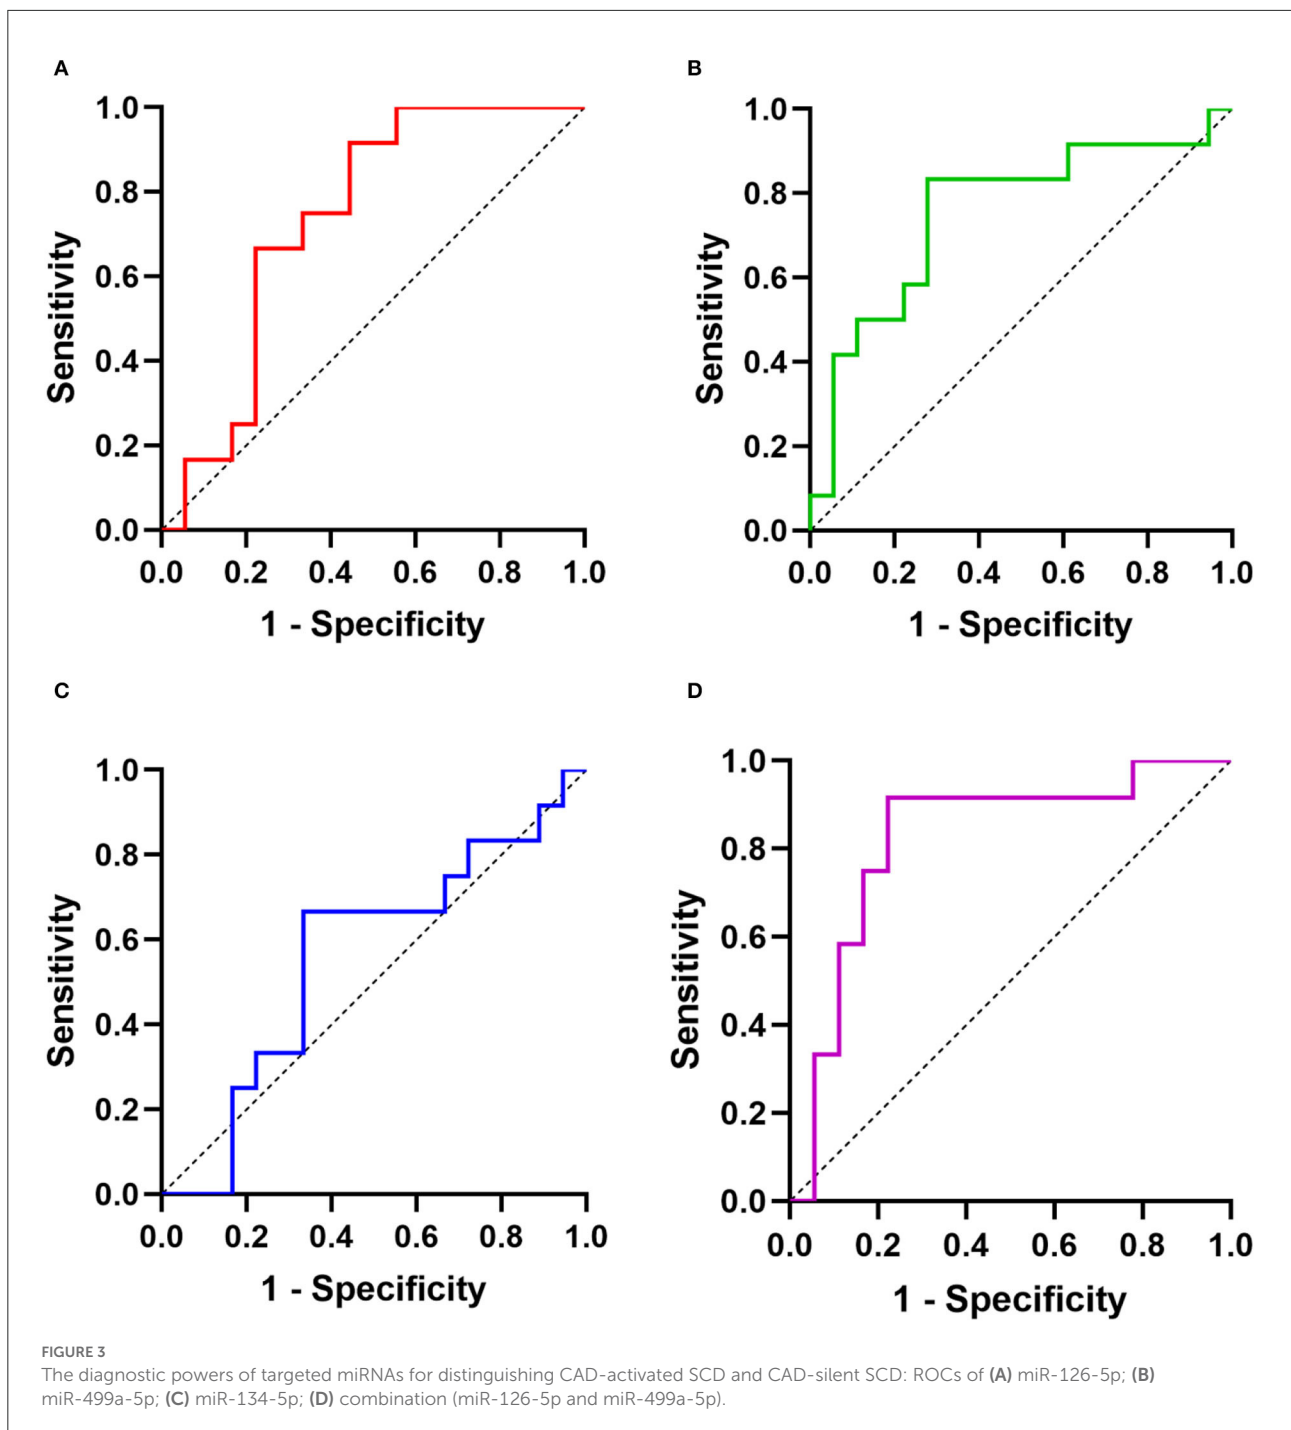 A
1.0
0.8
0.6
0.4
0.2
0.0
Sensitivity
0.0 0.2 0.4 0.6 0.8 1.0
1 - Specificity
B
1.0
0.8
0.6
0.4
0.2
0.0
Sensitivity
0.0 0.2 0.4 0.6 0.8 1.0
1 - Specificity
C
1.0
0.8
0.6
0.4
0.2
0.0
Sensitivity
0.0 0.2 0.4 0.6 0.8 1.0
1 - Specificity
D
1.0
0.8
0.6
0.4
0.2
0.0
Sensitivity
0.0 0.2 0.4 0.6 0.8 1.0
1 - Specificity
FIGURE 3
The diagnostic powers of targeted miRNAs for distinguishing CAD-activated SCD and CAD-silent SCD: ROCs of (A) miR-126-5p; (B)
miR-499a-5p; (C) miR-134-5p; (D) combination (miR-126-5p and miR-499a-5p).